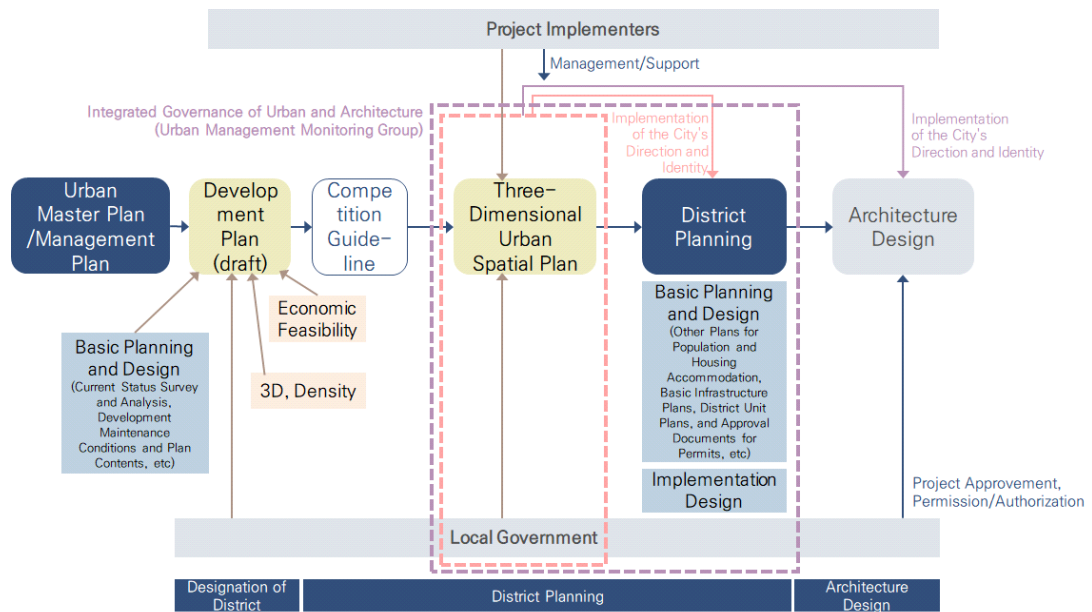 Project Implementers
Management/Support
Integrated Governance of Urban and Architecture
(Urban Management Monitoring Group)
Implementation
of the City's
Direction and
Identity
Implementation
of the City's
Direction and Identity
Urban
Master Plan
/Management
Plan
Develop
ment
Plan
(draft)
Compe
tition
Guide-
line
Three-
Dimensional
Urban
Spatial Plan
District
Planning
Architecture
Design
Economic
Feasibility
3D, Density
Basic Planning
and Design
(Current Status Survey
and Analysis,
Development
Maintenance
Conditions and Plan
Contents, etc)
Basic Planning
and Design
(Other Plans for
Population and
Housing
Accommodation,
Basic Infrastructure
Plans, District Unit
Plans, and Approval
Documents for
Permits, etc)
Implementation
Design
Project Approvement,
Permission/Authorization
Local Government
Designation of
District
District Planning
Architecture
Design